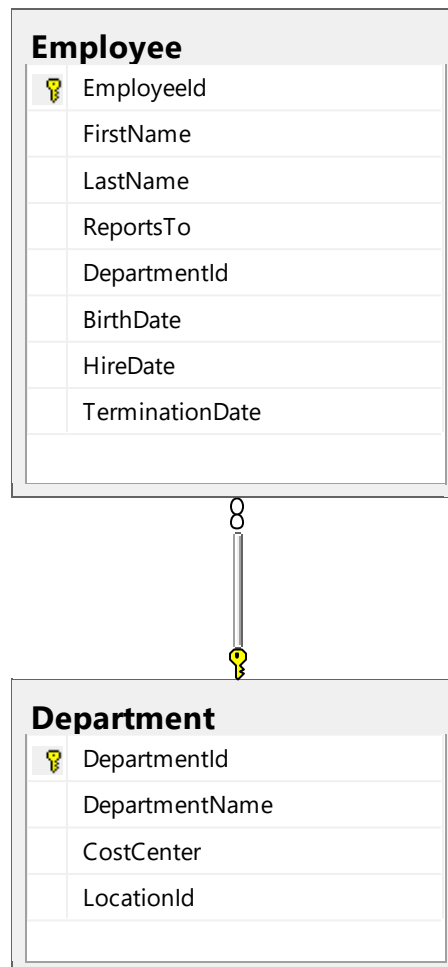 Employee
EmployeeId
FirstName
LastName
ReportsTo
DepartmentId
BirthDate
HireDate
TerminationDate
Department
DepartmentId
DepartmentName
CostCenter
LocationId